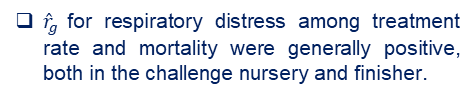 ❑ r̂g for respiratory distress among treatment
rate and mortality were generally positive,
both in the challenge nursery and finisher.